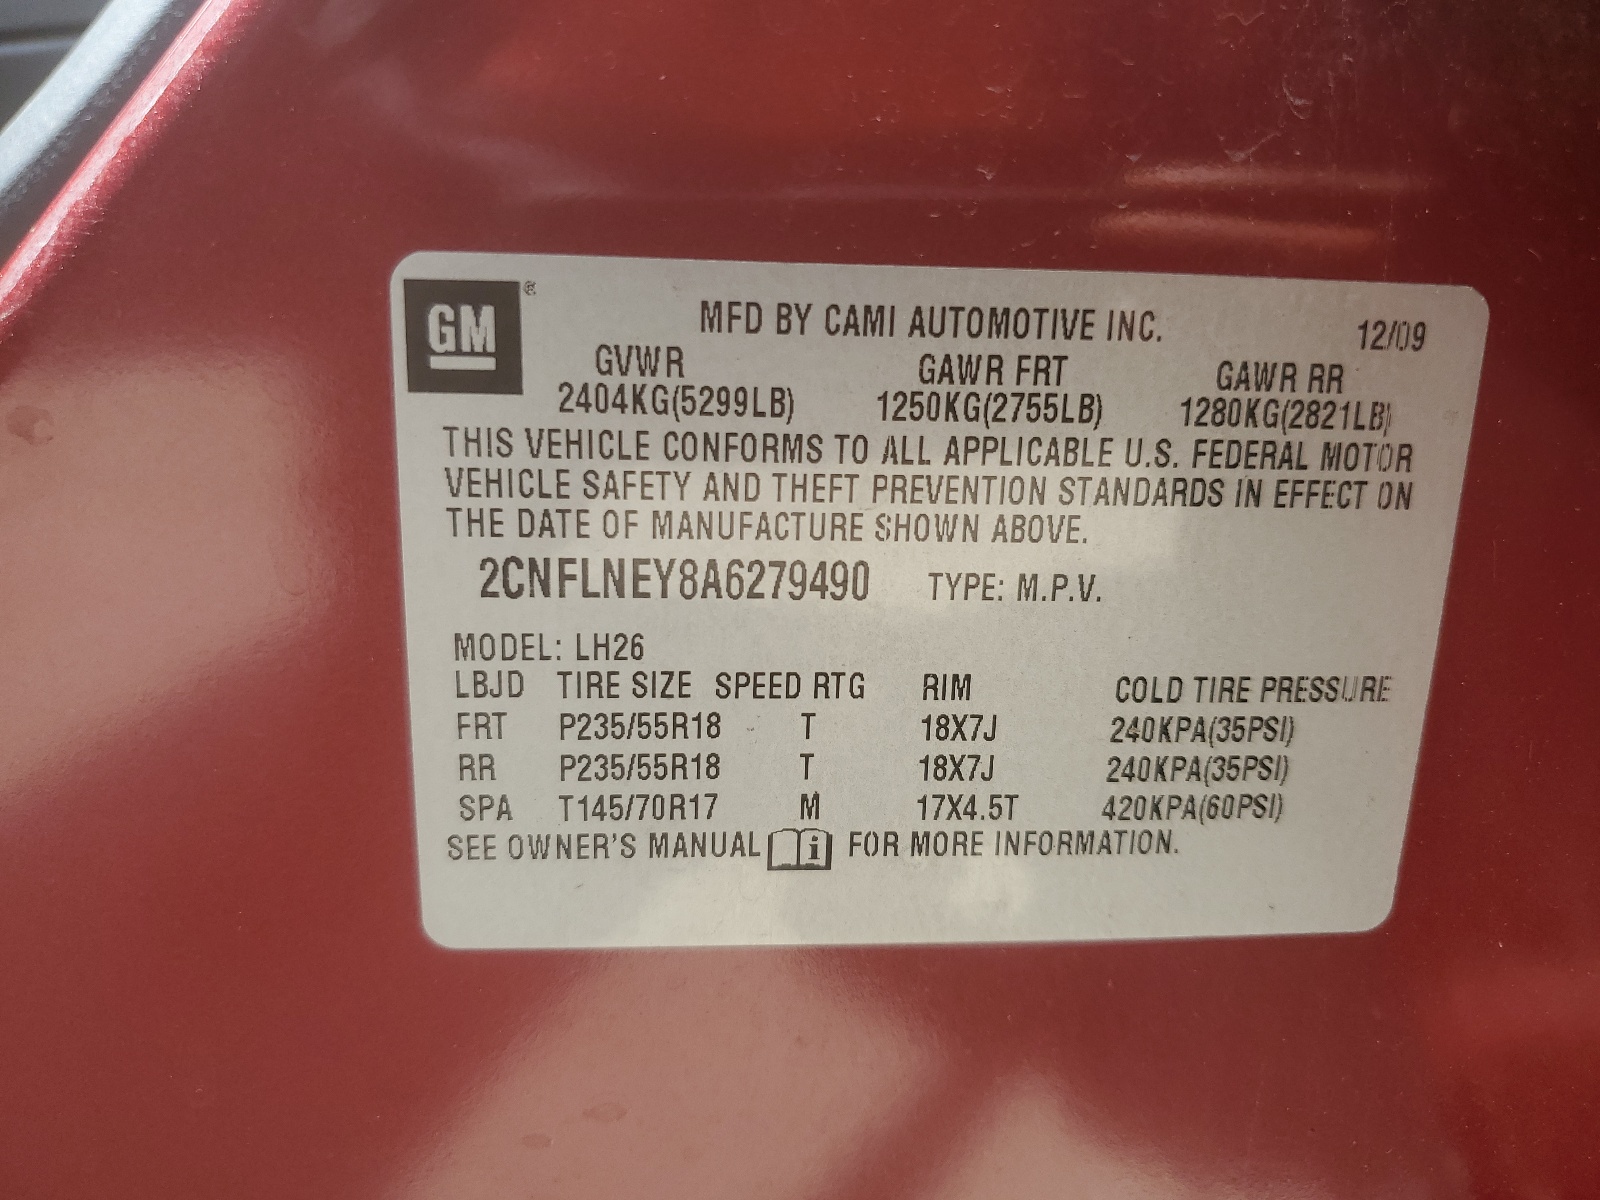 GM ®
MFD BY CAMI AUTOMOTIVE INC. 12/09
GVWR GAWR FRT GAWR RR
2404KG(5299LB) 1250KG(2755LB) 1280KG(2821LB)
THIS VEHICLE CONFORMS TO ALL APPLICABLE U.S. FEDERAL MOTOR
VEHICLE SAFETY AND THEFT PREVENTION STANDARDS IN EFFECT ON
THE DATE OF MANUFACTURE SHOWN ABOVE.
2CNFLNEY8A6279490 TYPE: M.P.V.
MODEL: LH26
LBJD TIRE SIZE SPEED RTG RIM COLD TIRE PRESSURE
FRT P235/55R18 T 18X7J 240KPA(35PSI)
RR P235/55R18 T 18X7J 240KPA(35PSI)
SPA T145/70R17 M 17X4.5T 420KPA(60PSI)
SEE OWNER'S MANUAL i FOR MORE INFORMATION.